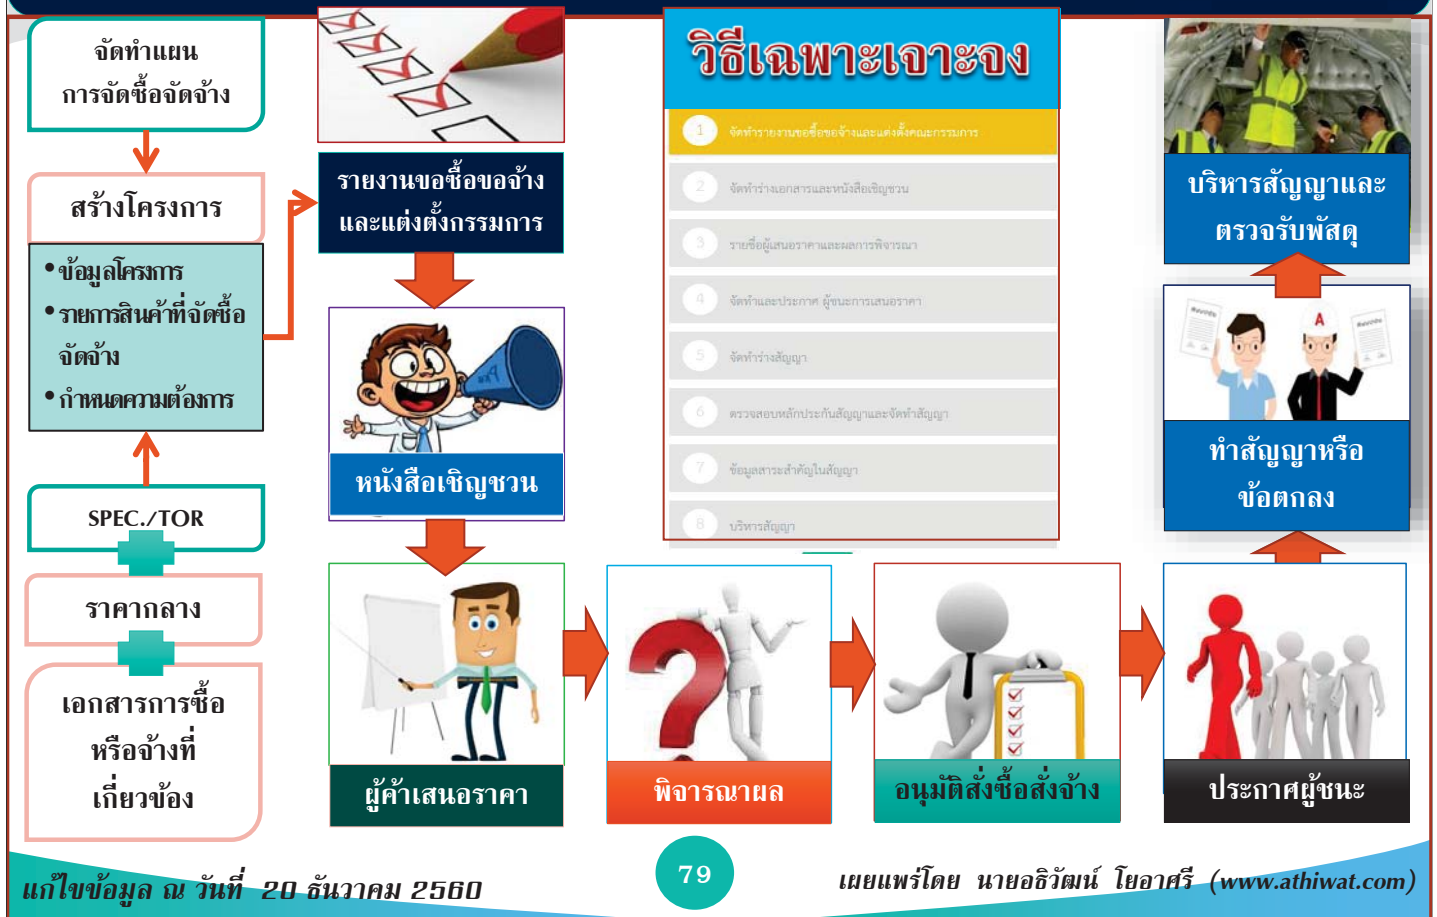 จัดทำแผน
การจัดซื้อจัดจ้าง
สร้างโครงการ
•ข้อมูลโครงการ
•รายการสินค้าที่จัดซื้อ
จัดจ้าง
•กำหนดความต้องการ
SPEC./TOR
ราคากลาง
เอกสารการซื้อ
หรือจ้างที่
เกี่ยวข้อง
รายงานขอซื้อขอจ้าง
และแต่งตั้งกรรมการ
หนังสือเชิญชวน
ผู้ค้าเสนอราคา
วิธีเฉพาะเจาะจง
1 จัดทำรายงานขอซื้อขอจ้างและแต่งตั้งคณะกรรมการ
2 จัดทำร่างเอกสารและหนังสือเชิญชวน
3 รายชื่อผู้เสนอราคาและผลการพิจารณา
4 จัดทำและประกาศ ผู้ชนะการเสนอราคา
5 จัดทำร่างสัญญา
6 ตรวจสอบหลักประกันสัญญาและจัดทำสัญญา
7 ข้อมูลสาระสำคัญในสัญญา
8 บริหารสัญญา
พิจารณาผล
อนุมัติสั่งซื้อสั่งจ้าง
ประกาศผู้ชนะ
A
ทำสัญญาหรือ
ข้อตกลง
บริหารสัญญาและ
ตรวจรับพัสดุ
แก้ไขข้อมูล ณ วันที่ 20 ธันวาคม 2560
79
เผยแพร่โดย นายอธิวัฒน์ โยอาศรี (www.athiwat.com)